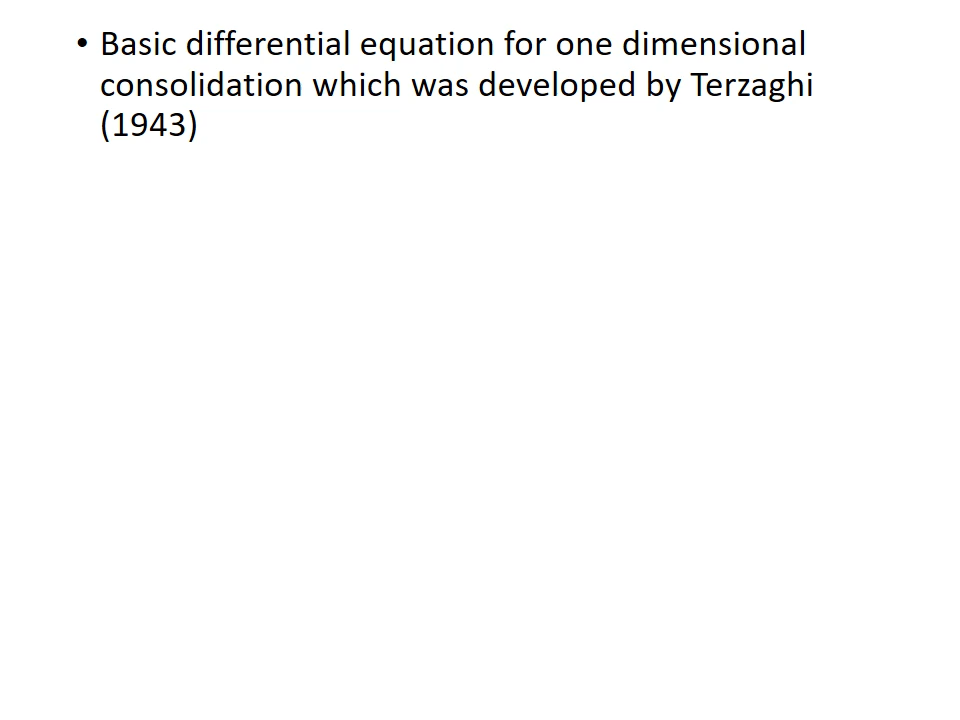 • Basic differential equation for one dimensional
consolidation which was developed by Terzaghi
(1943)